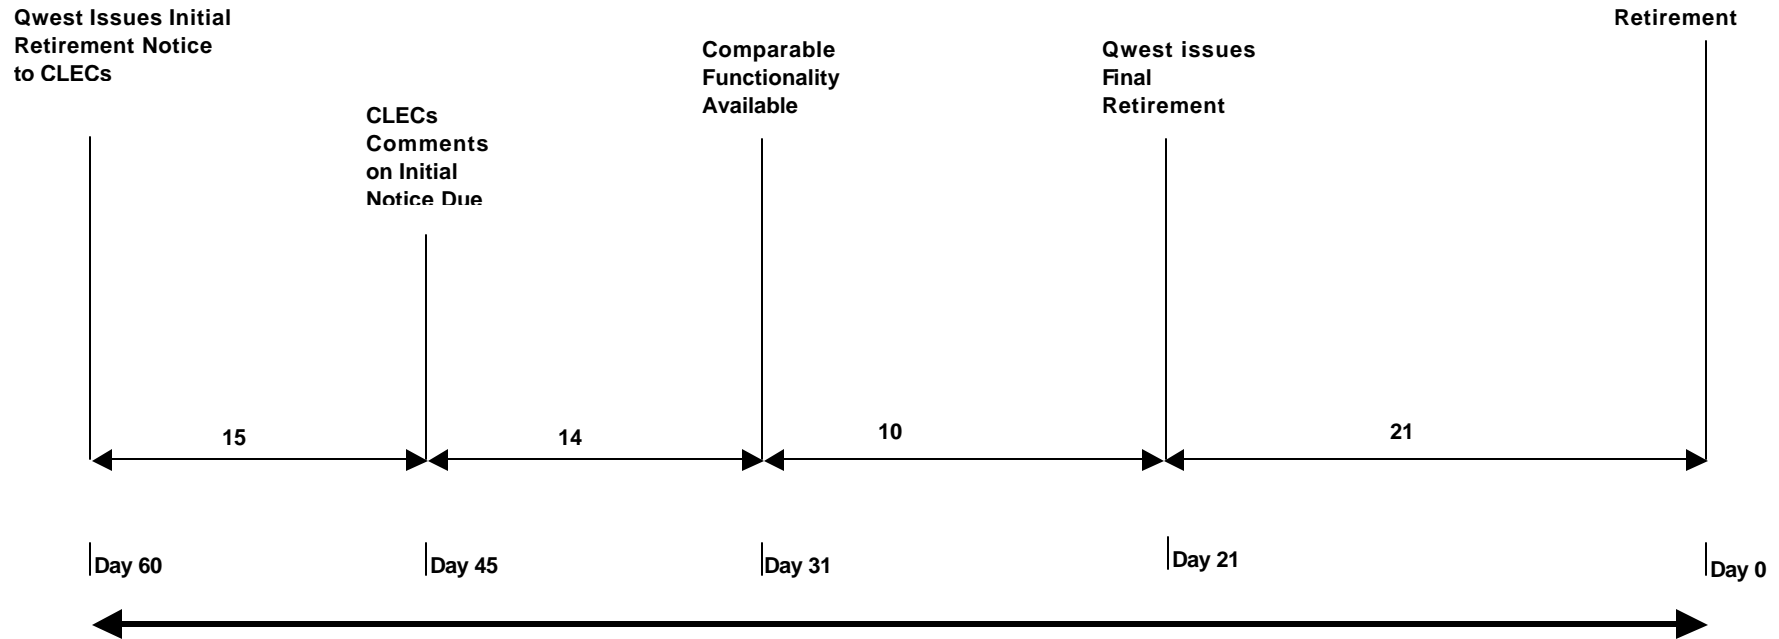 Qwest Issues Initial
Retirement Notice
to CLECs
CLECs
Comments
on Initial
Notice Due
Comparable
Functionality
Available
Qwest issues
Final
Retirement
Retirement
15
14
10
21
Day 60
Day 45
Day 31
Day 21
Day 0